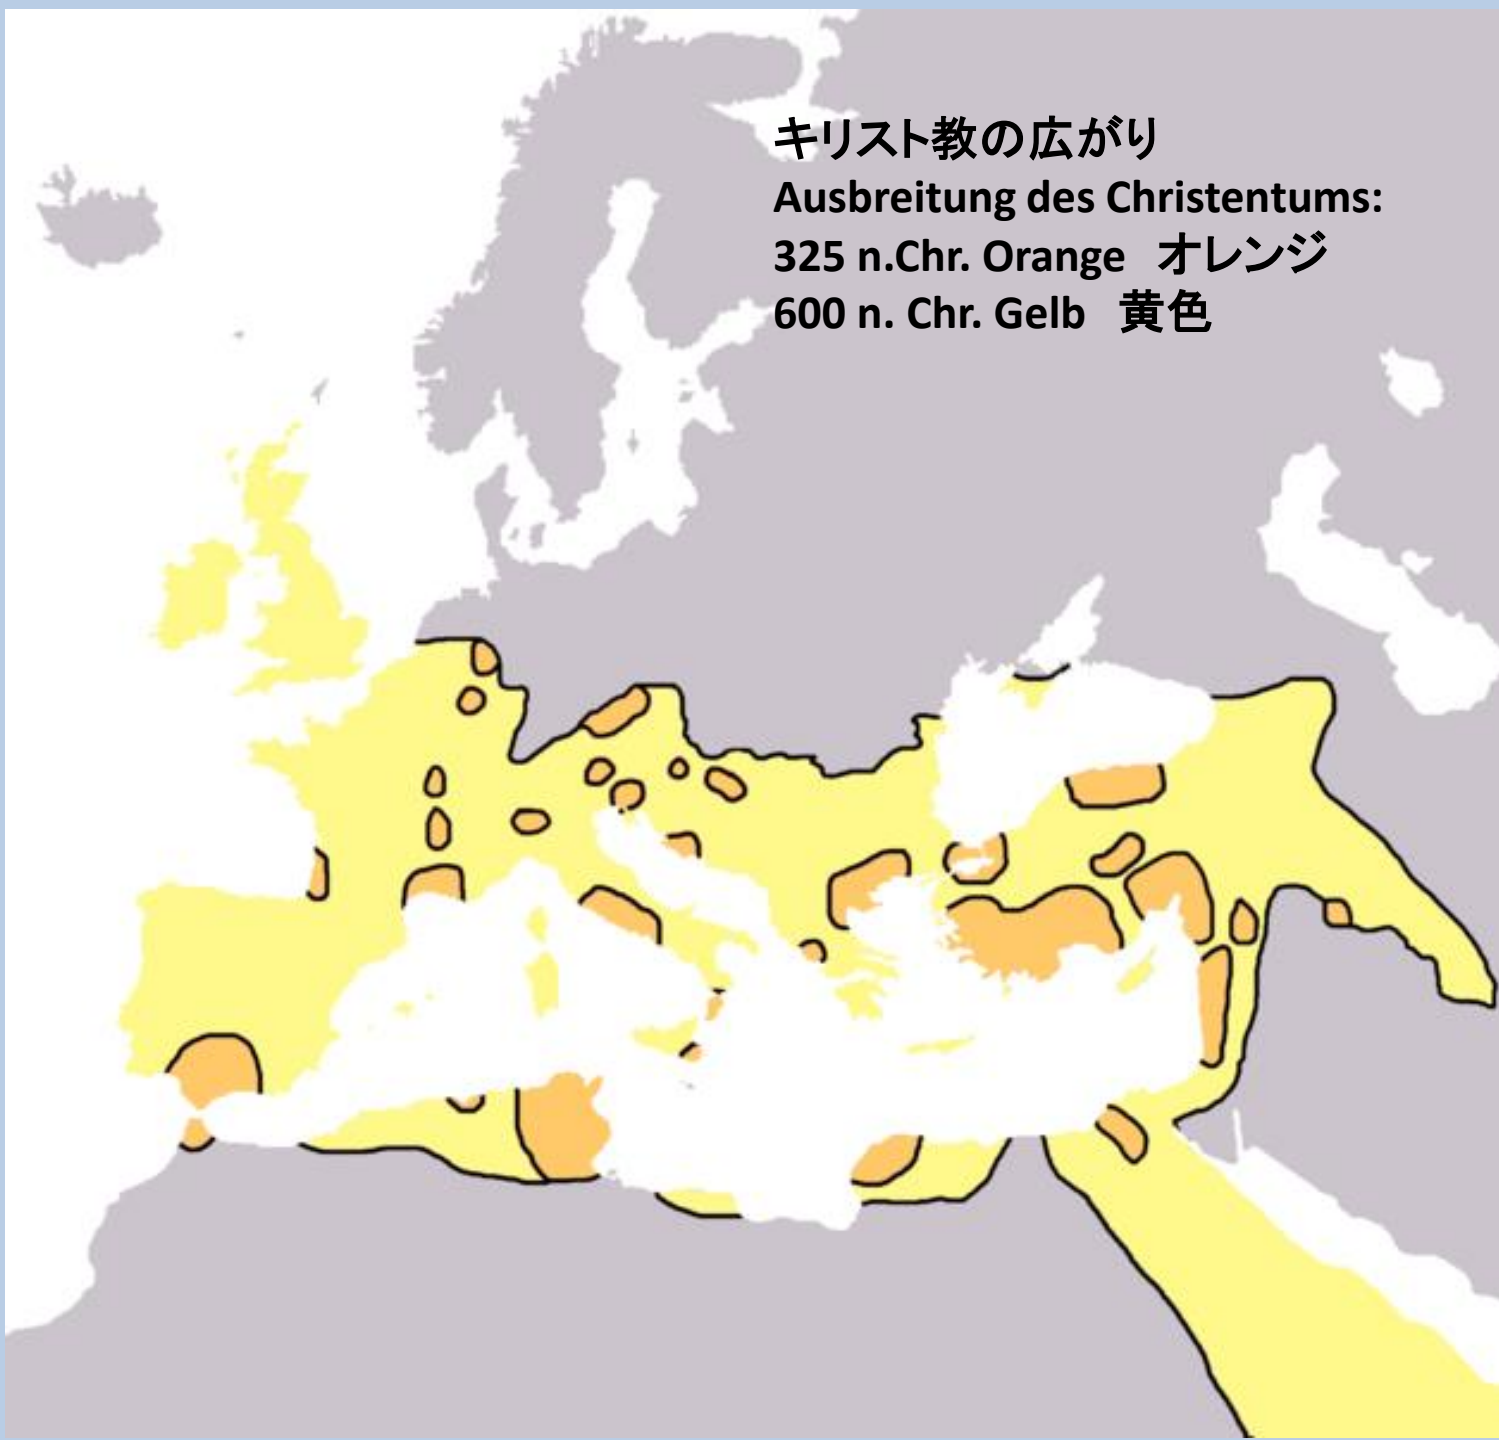 キリスト教の広がり
Ausbreitung des Christentums:
325 n.Chr. Orange オレンジ
600 n. Chr. Gelb 黄色